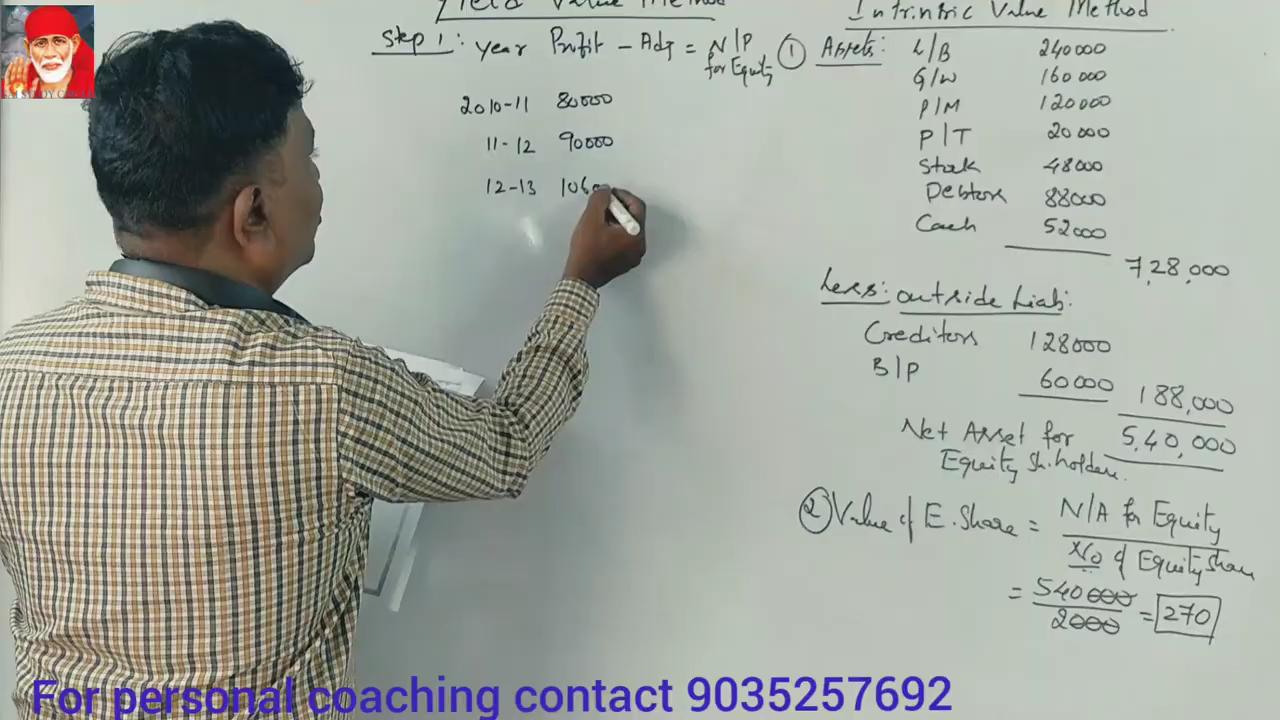 Yield Value Method
Step 1: year Profit - Adj = N/P for Equity
2010-11 80000
11-12 90000
12-13 1060
Intrintric Value Method
① Assets: L/B 240000
G/W 160000
P/M 120000
P/T 20000
Stock 48000
Debtors 88000
Cash 52000
7,28,000
Less: outside Liab:
Creditors 128000
B/P 60000 188,000
Net Asset for 5,40,000
Equity Sh.holders.
② Value of E. Share = N/A for Equity
No of Equity Share
= 540000
2000
= 270
For personal coaching contact 9035257692